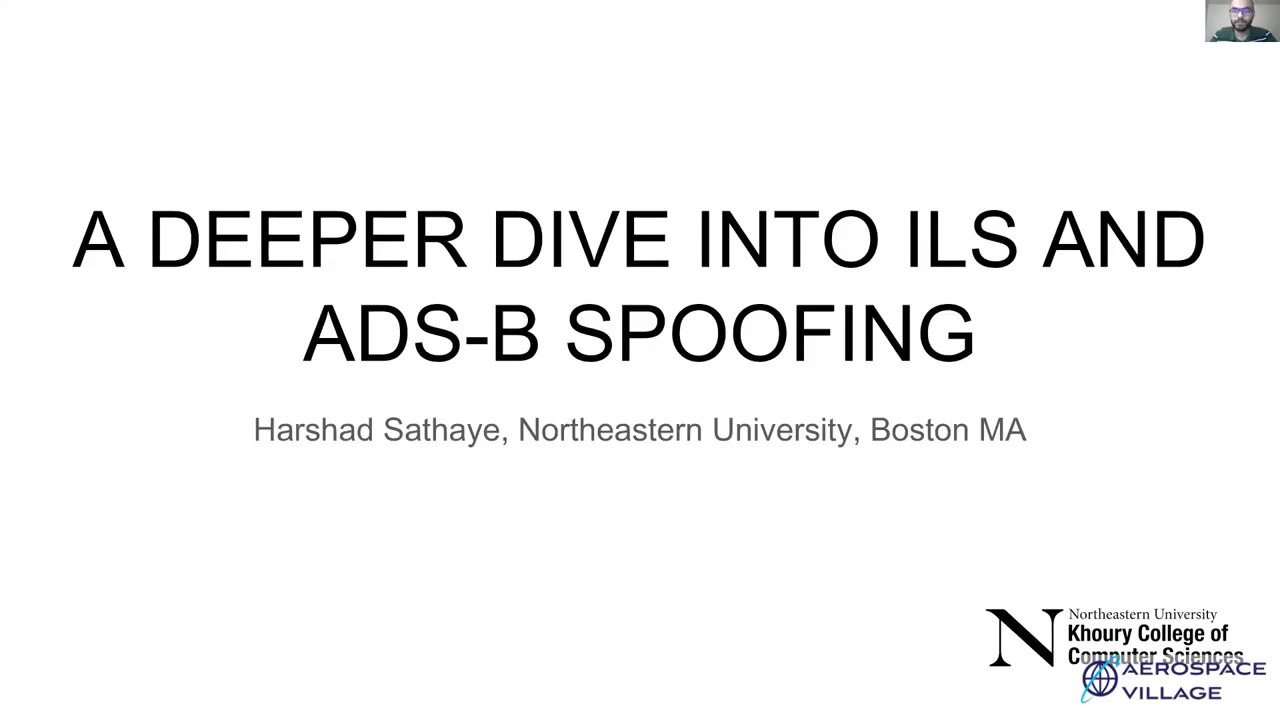 A DEEPER DIVE INTO ILS AND
ADS-B SPOOFING
Harshad Sathaye, Northeastern University, Boston MA
N
Northeastern University
Khoury College of
Computer Sciences
AEROSPACE
VILLAGE